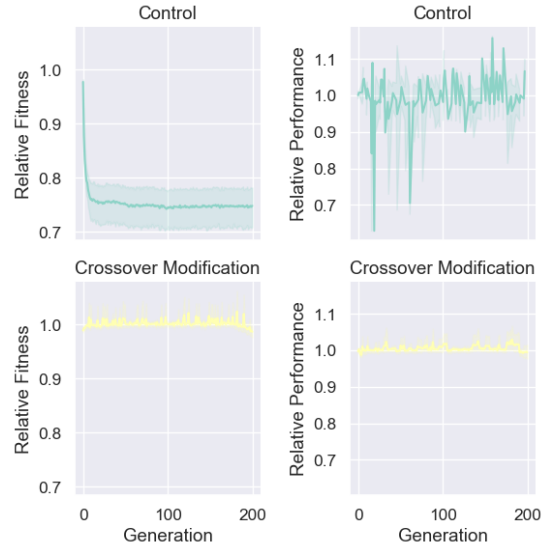 Control
Relative Fitness
1.0
0.9
0.8
0.7
Control
Relative Performance
1.1
1.0
0.9
0.8
0.7
Crossover Modification
Relative Fitness
1.0
0.9
0.8
0.7
0 100 200
Generation
Crossover Modification
Relative Performance
1.1
1.0
0.9
0.8
0.7
0 100 200
Generation